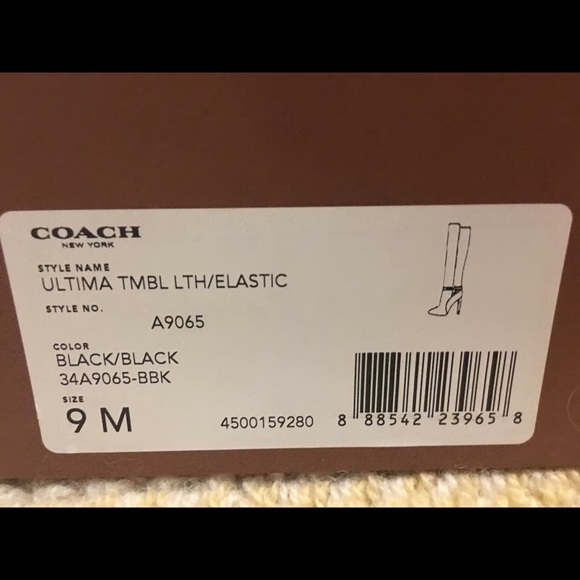 COACH
NEW YORK
STYLE NAME
ULTIMA TMBL LTH/ELASTIC
STYLE NO.
A9065
COLOR
BLACK/BLACK
34A9065-BBK
SIZE
9 M
4500159280
8 88542 23965 8